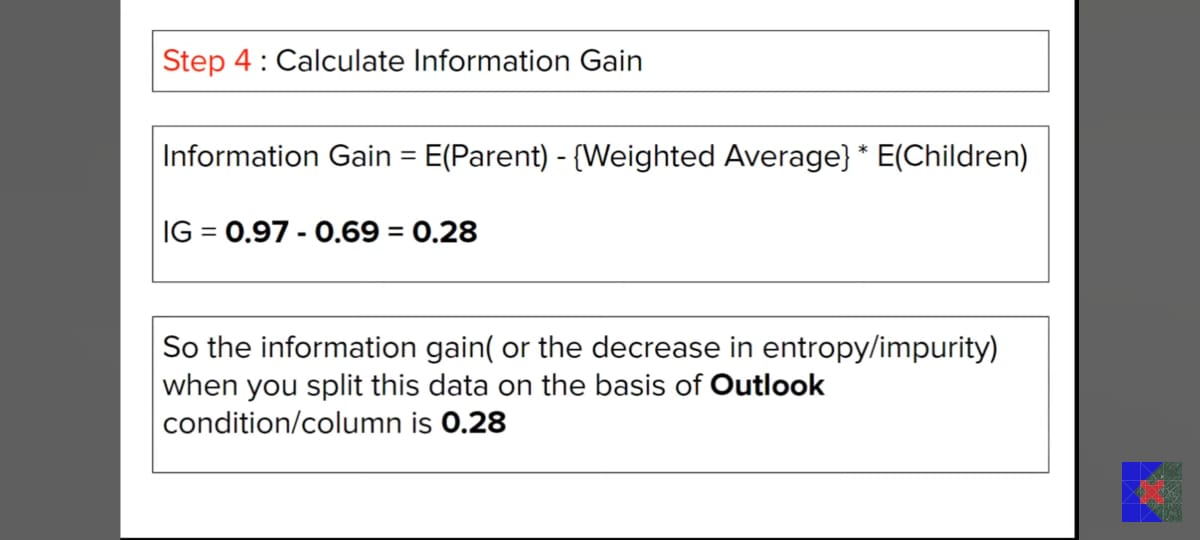 Step 4 : Calculate Information Gain
Information Gain = E(Parent) - {Weighted Average} * E(Children)
IG = 0.97 - 0.69 = 0.28
So the information gain( or the decrease in entropy/impurity)
when you split this data on the basis of Outlook
condition/column is 0.28